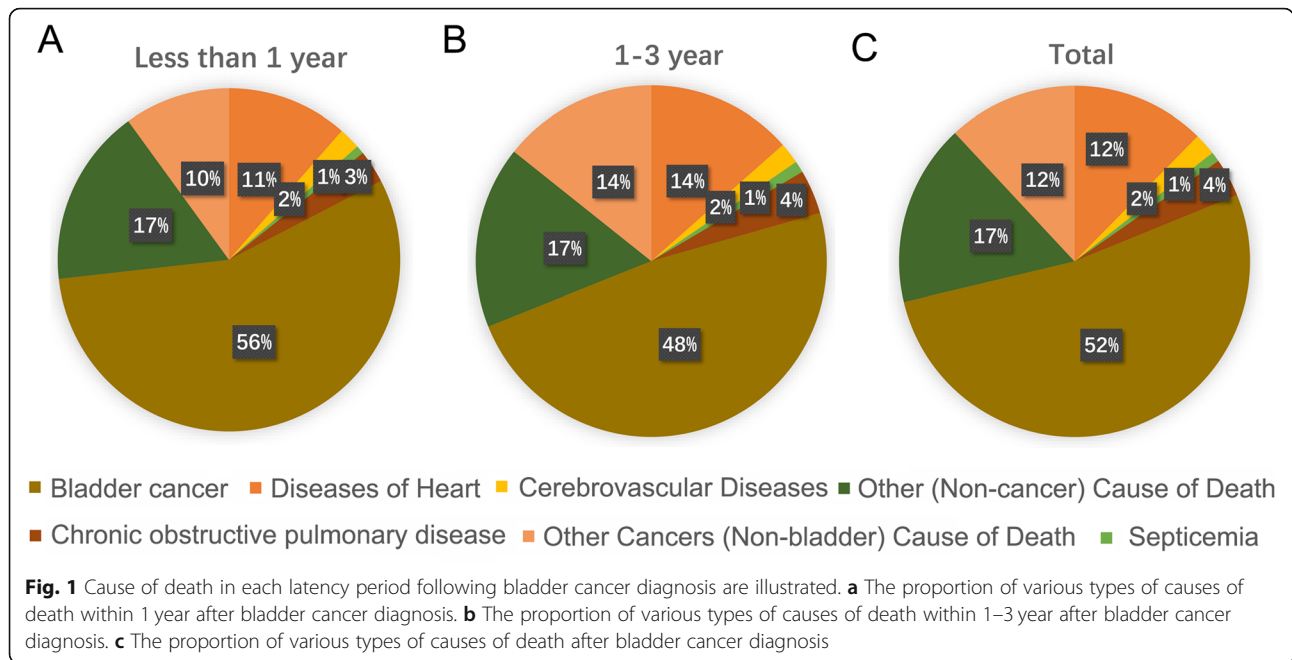 A
Less than 1 year
10%
11%
2%
1%
3%
17%
56%
B
1-3 year
14%
14%
2%
1%
4%
17%
48%
C
Total
12%
12%
2%
1%
4%
17%
52%
Bladder cancer Diseases of Heart Cerebrovascular Diseases Other (Non-cancer) Cause of Death
Chronic obstructive pulmonary disease Other Cancers (Non-bladder) Cause of Death Septicemia
Fig. 1 Cause of death in each latency period following bladder cancer diagnosis are illustrated. a The proportion of various types of causes of
death within 1 year after bladder cancer diagnosis. b The proportion of various types of causes of death within 1–3 year after bladder cancer
diagnosis. c The proportion of various types of causes of death after bladder cancer diagnosis